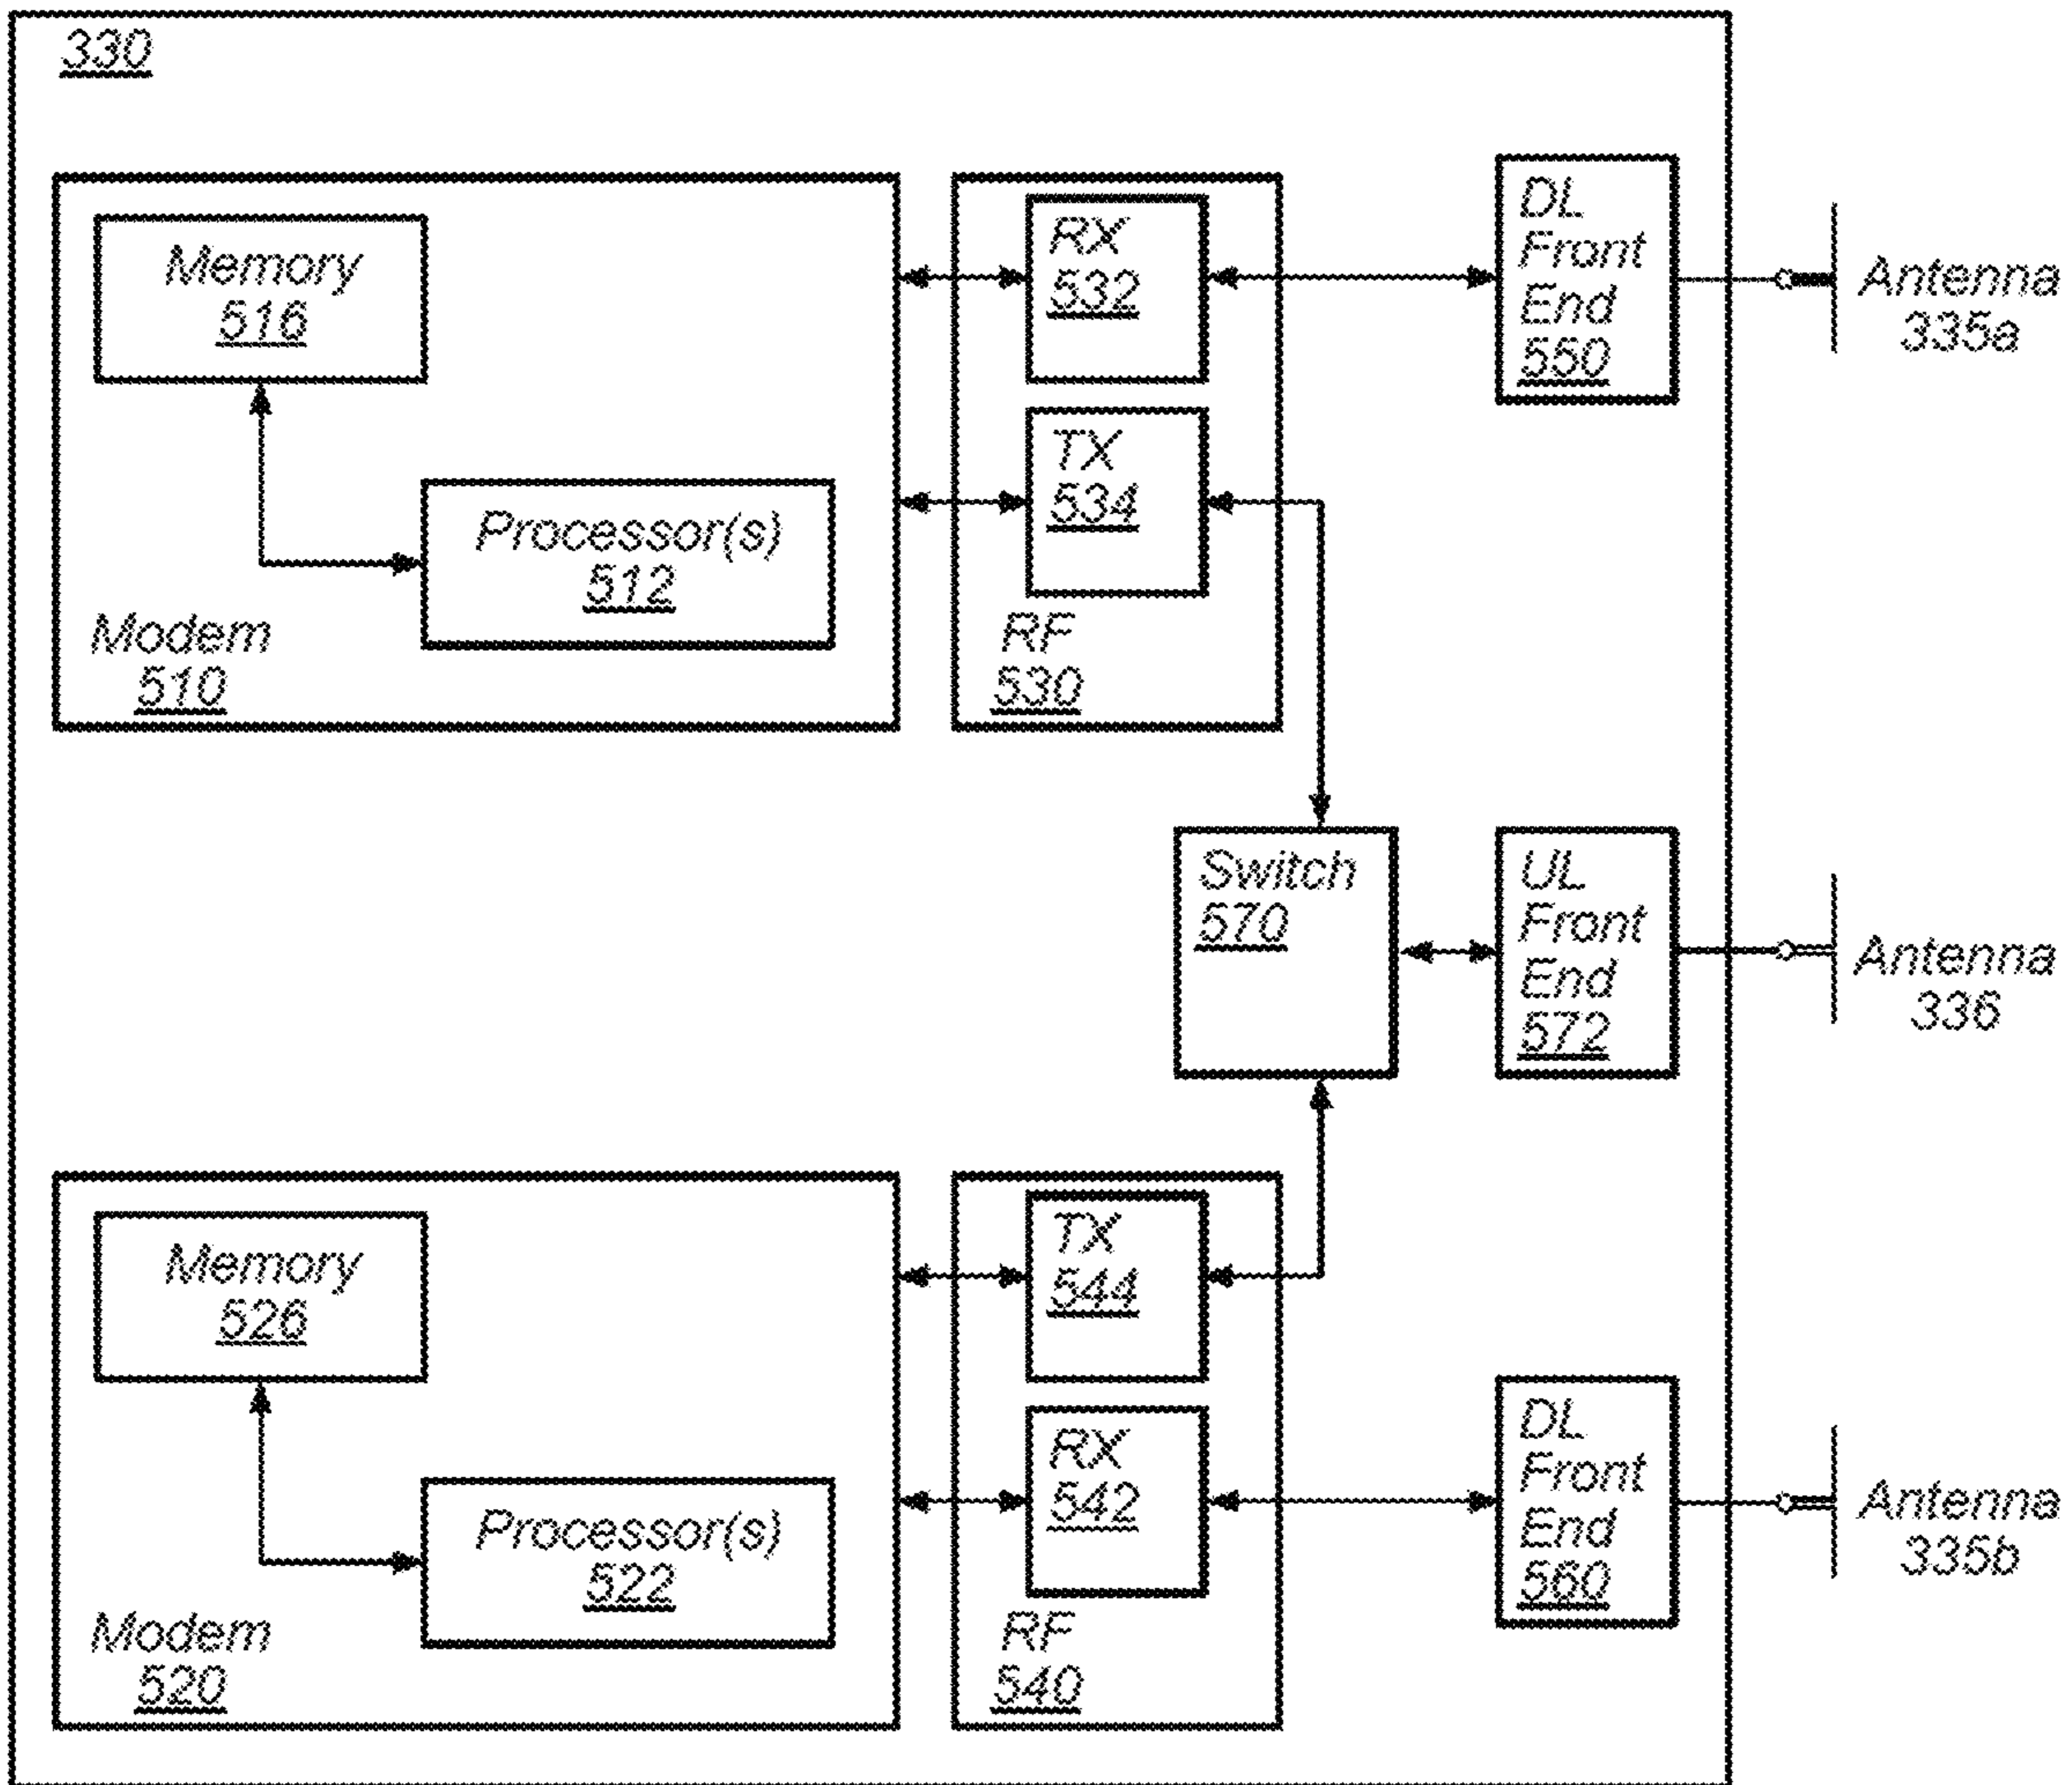 330
Memory
516
Processor(s)
512
Modem
510
RX
532
TX
534
RF
530
DL
Front
End
550
Antenna
335a
Switch
570
UL
Front
End
572
Antenna
336
Memory
526
Processor(s)
522
Modem
520
TX
544
RX
542
RF
540
DL
Front
End
560
Antenna
335b